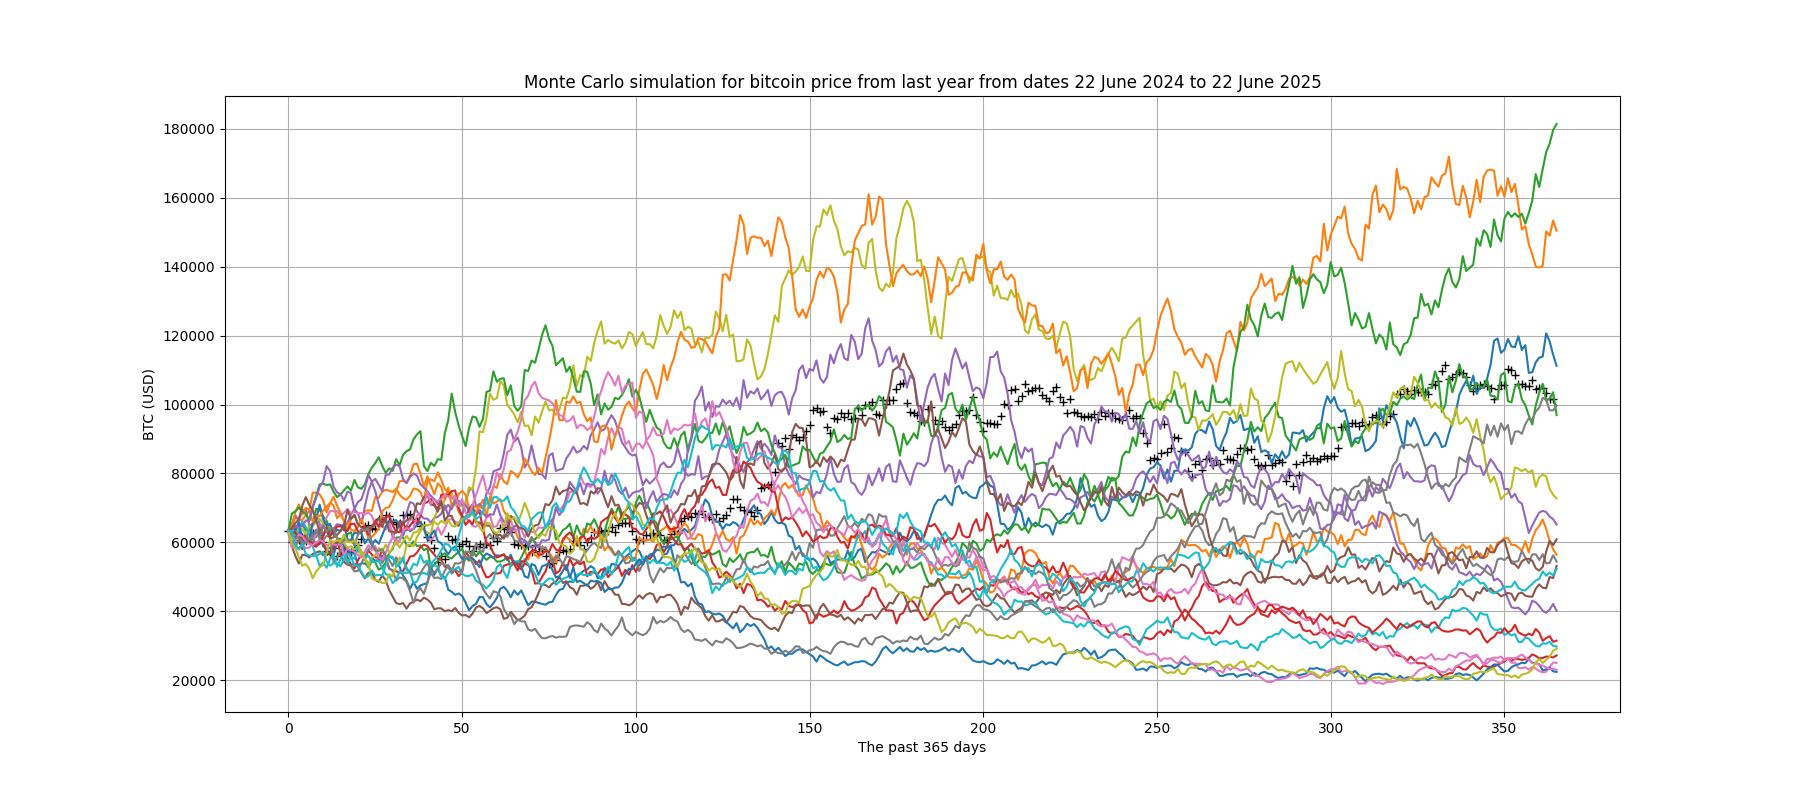 Monte Carlo simulation for bitcoin price from last year from dates 22 June 2024 to 22 June 2025
180000
160000
140000
120000
100000
80000
60000
40000
20000
BTC (USD)
0 50 100 150 200 250 300 350
The past 365 days